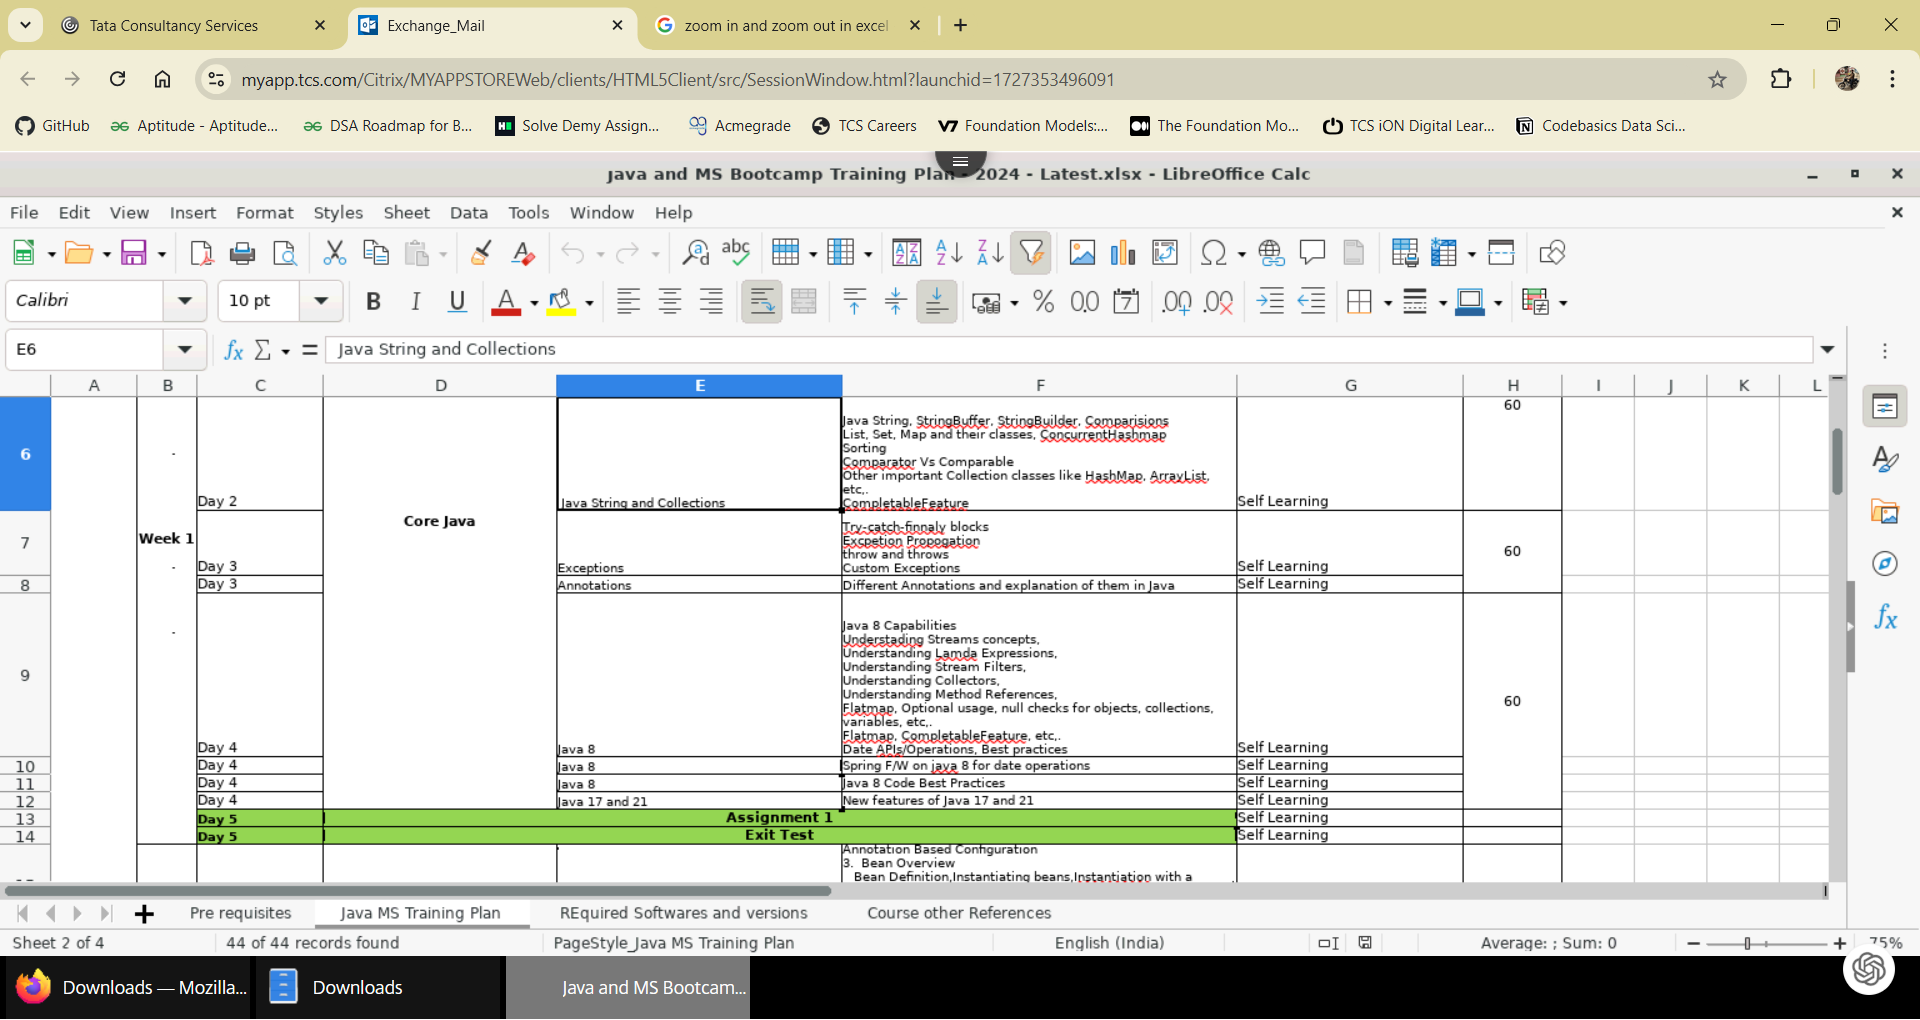 Tata Consultancy Services
Exchange_Mail
zoom in and zoom out in excel
myapp.tcs.com/Citrix/MYAPPSTOREWeb/clients/HTML5Client/src/SessionWindow.html?launchid=1727353496091
GitHub
Aptitude - Aptitude...
DSA Roadmap for B...
Solve Demy Assign...
Acmegrade
TCS Careers
Foundation Models:...
The Foundation Mo...
TCS iON Digital Lear...
Codebasics Data Sci...
Java and MS Bootcamp Training Plan - 2024 - Latest.xlsx - LibreOffice Calc
File Edit View Insert Format Styles Sheet Data Tools Window Help
Calibri
10 pt
E6
Java String and Collections
A B C D E F G H I J K L
6
Day 2
Java String and Collections
Java String, StringBuffer, StringBuilder, Comparisions
List, Set, Map and their classes, ConcurrentHashmap
Sorting
Comparator Vs Comparable
Other important Collection classes like HashMap, ArrayList,
etc,.
CompletableFeature
Self Learning
60
Week 1
Core Java
7
Day 3
Exceptions
Try-catch-finnaly blocks
Excpetion Propogation
throw and throws
Custom Exceptions
Self Learning
60
8
Day 3
Annotations
Different Annotations and explanation of them in Java
Self Learning
9
Day 4
Java 8
Java 8 Capabilities
Understading Streams concepts,
Understanding Lamda Expressions,
Understanding Stream Filters,
Understanding Collectors,
Understanding Method References,
Flatmap, Optional usage, null checks for objects, collections,
variables, etc,.
Flatmap, CompletableFeature, etc,.
Date APIs/Operations, Best practices
Self Learning
60
10
Day 4
Java 8
Spring F/W on java 8 for date operations
Self Learning
11
Day 4
Java 8
Java 8 Code Best Practices
Self Learning
12
Day 4
Java 17 and 21
New features of Java 17 and 21
Self Learning
13
Day 5
Assignment 1
Self Learning
14
Day 5
Exit Test
Self Learning
Annotation Based Configuration
3. Bean Overview
Bean Definition,Instantiating beans,Instantiation with a
Pre requisites
Java MS Training Plan
REquired Softwares and versions
Course other References
Sheet 2 of 4
44 of 44 records found
PageStyle_Java MS Training Plan
English (India)
Average: ; Sum: 0
75%
Downloads — Mozilla...
Downloads
Java and MS Bootcam...